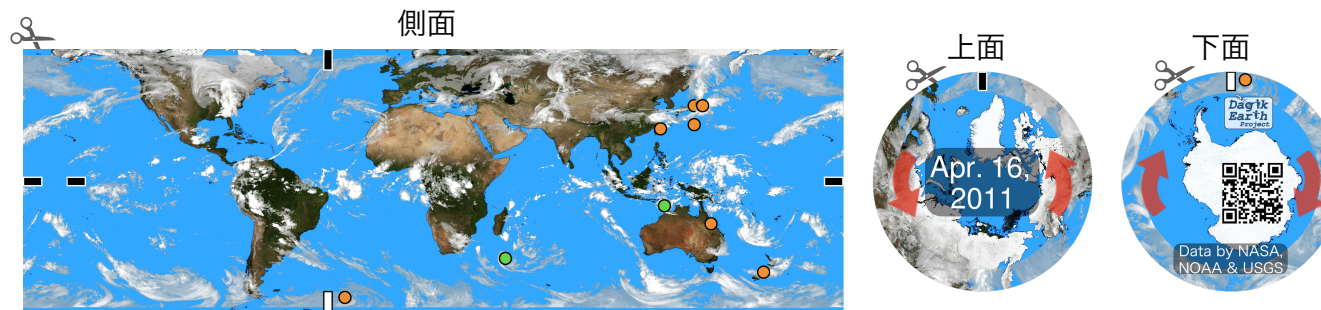 側面
上面
下面
Apr. 16,
2011
Dagik
Earth
Project
Data by NASA,
NOAA & USGS